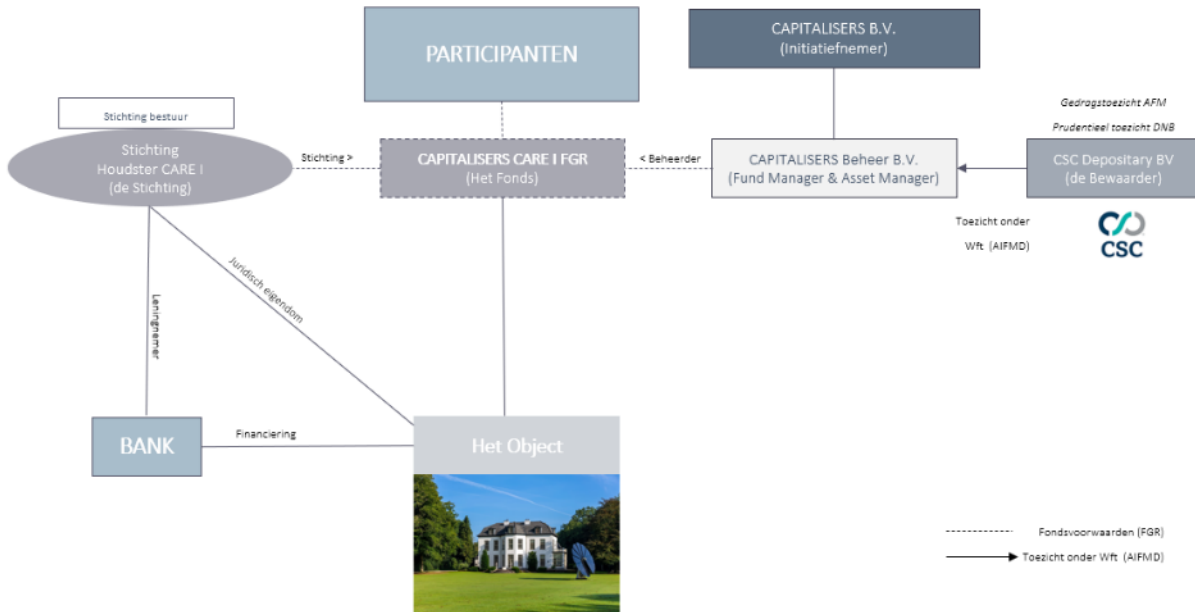 PARTICIPANTEN
CAPITALISERS B.V.
(Initiatiefnemer)
Stichting bestuur
Stichting
Houdster CARE I
(de Stichting)
Stichting >
CAPITALISERS CARE I FGR
(Het Fonds)
< Beheerder
CAPITALISERS Beheer B.V.
(Fund Manager & Asset Manager)
Gedragstoezicht AFM
Prudentieel toezicht DNB
CSC Depositary BV
(de Bewaarder)
Toezicht onder
Wft (AIFMD)
CSC
Juridisch eigendom
Leningnemer
BANK
Financiering
Het Object
Fondsvoorwaarden (FGR)
Toezicht onder Wft (AIFMD)